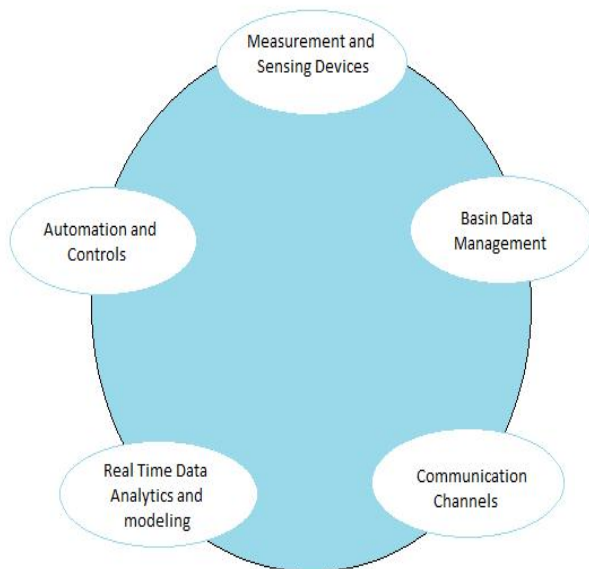 Measurement and
Sensing Devices
Automation and
Controls
Basin Data
Management
Real Time Data
Analytics and
modeling
Communication
Channels